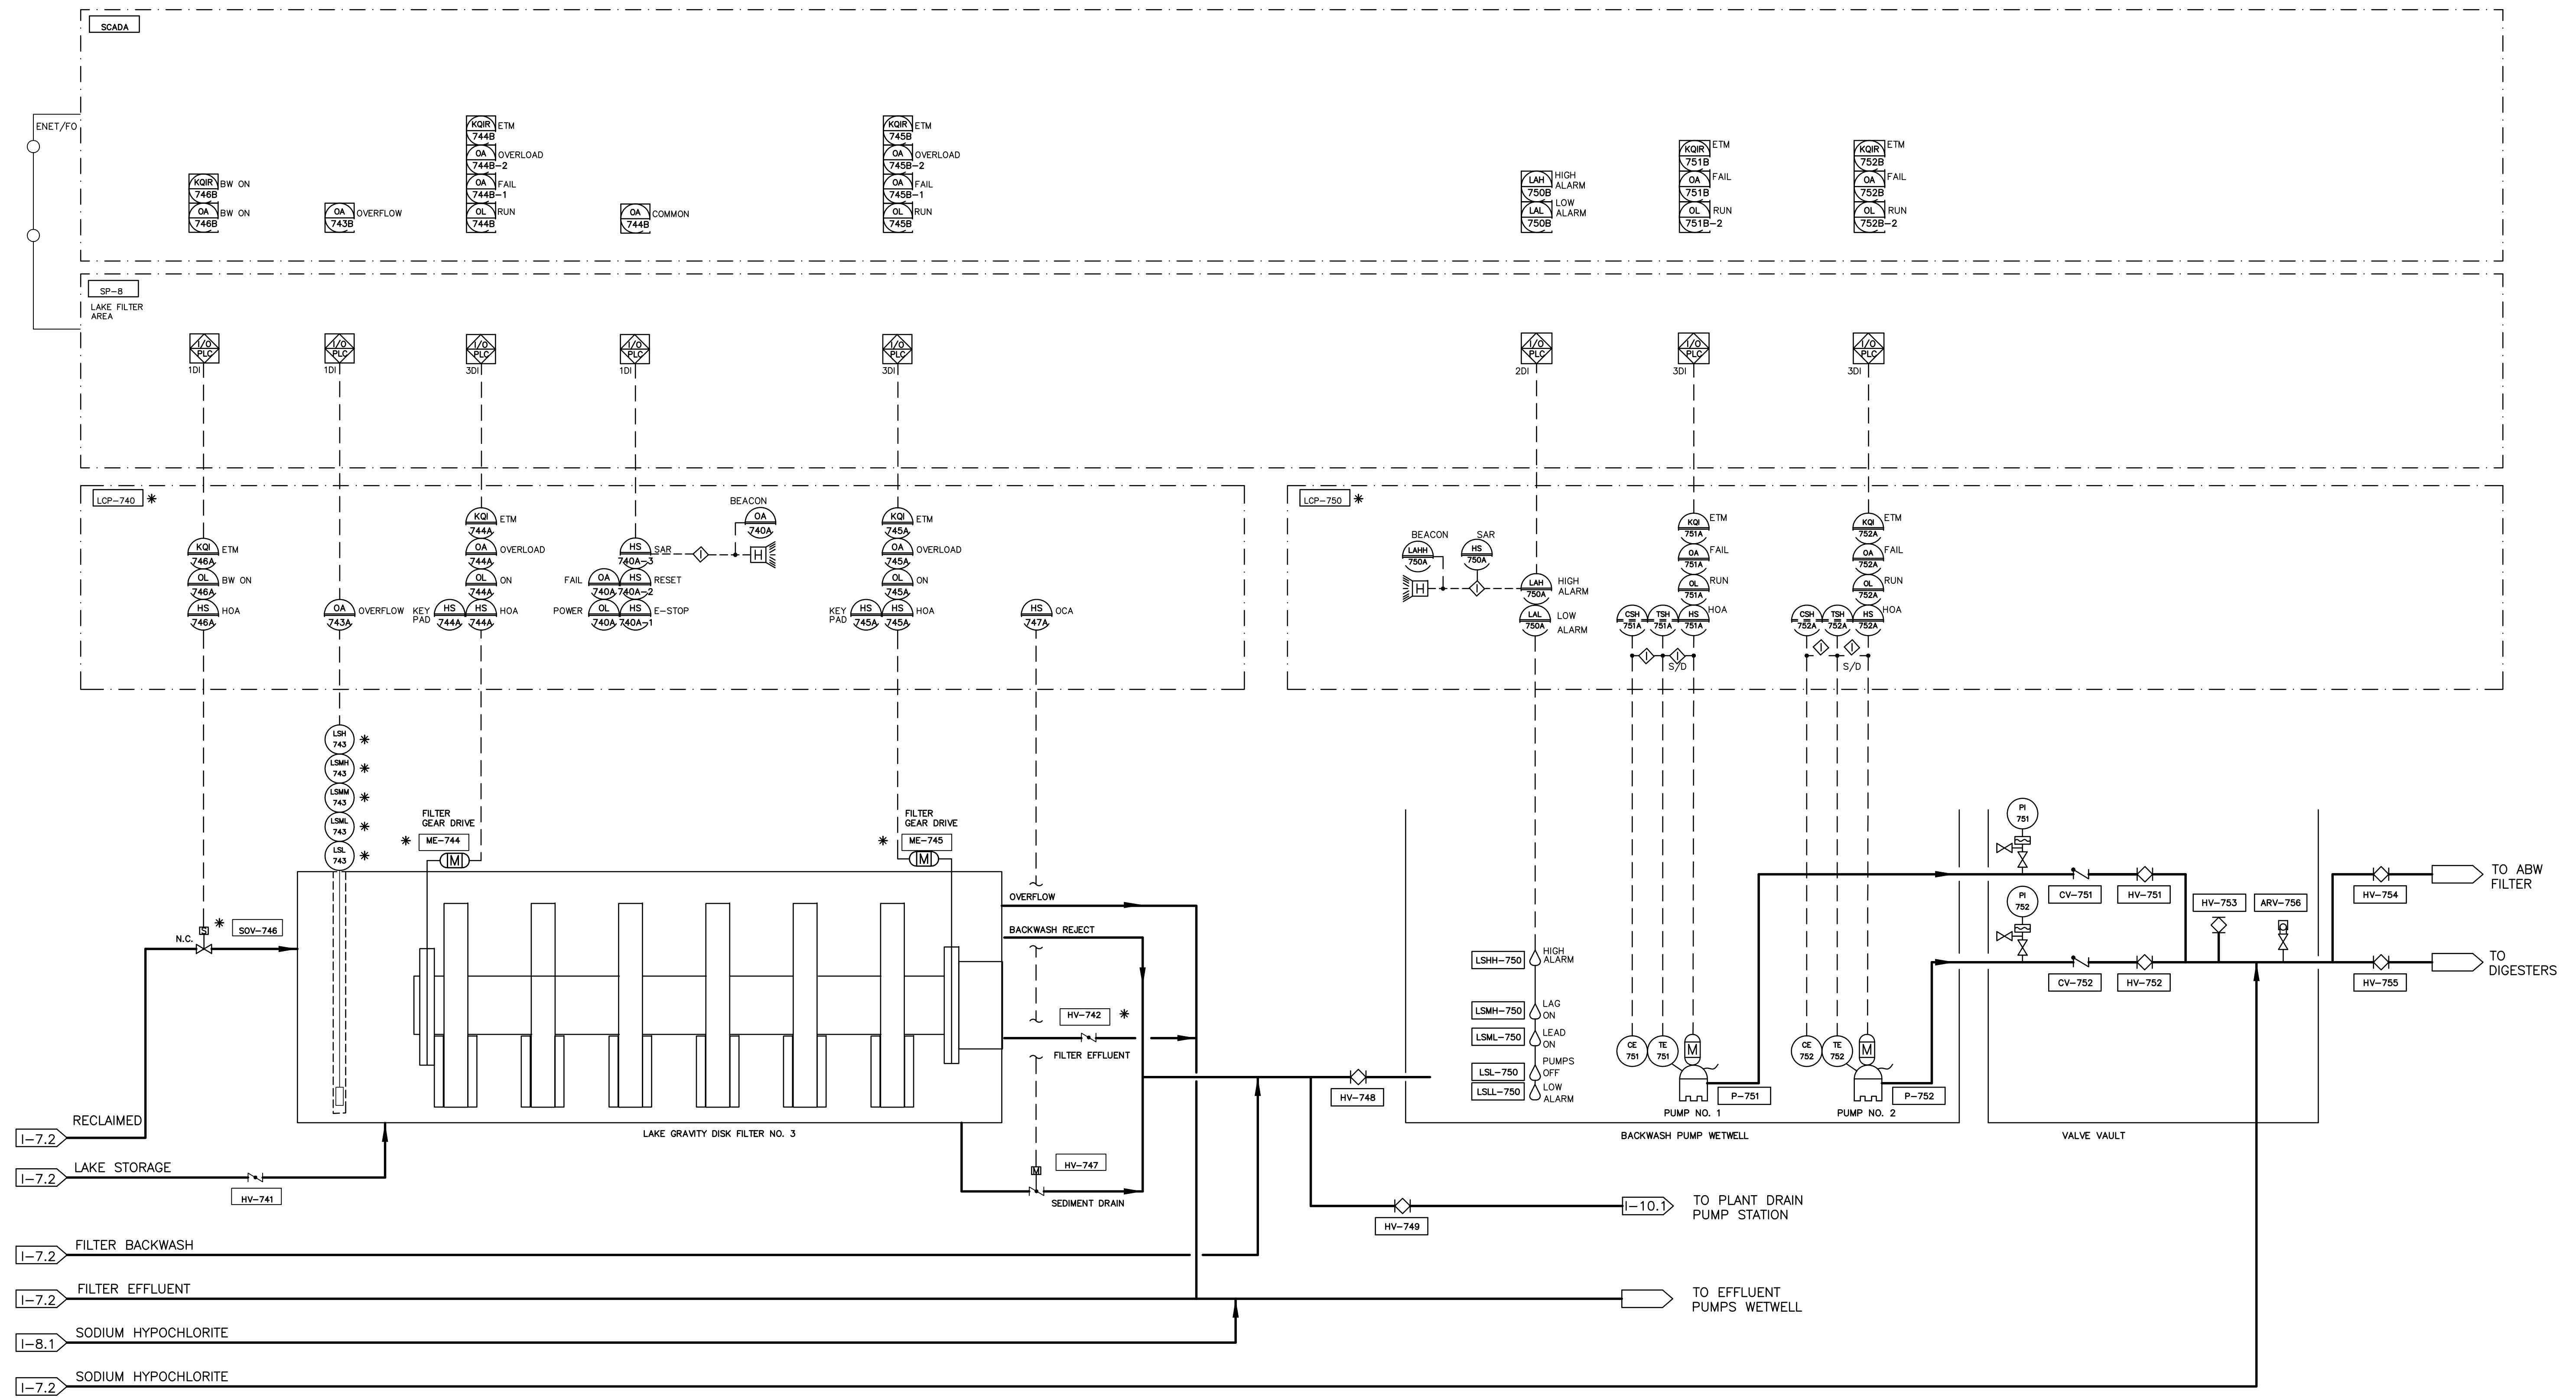 SCADA
ENET/FO
KQIR
746B
BW ON
OA
746B
BW ON
OA
743B
OVERFLOW
KQIR
744B
ETM
OA
744B-2
OVERLOAD
OA
744B-1
FAIL
OL
744B
RUN
OA
744B
COMMON
KQIR
745B
ETM
OA
745B-2
OVERLOAD
OA
745B-1
FAIL
OL
745B
RUN
LAH
750B
HIGH
ALARM
LAL
750B
LOW
ALARM
KQIR
751B
ETM
OA
751B
FAIL
OL
751B-2
RUN
KQIR
752B
ETM
OA
752B
FAIL
OL
752B-2
RUN
SP-8
LAKE FILTER
AREA
I/O
PLC
1DI
I/O
PLC
1DI
I/O
PLC
3DI
I/O
PLC
1DI
I/O
PLC
3DI
I/O
PLC
2DI
I/O
PLC
3DI
I/O
PLC
3DI
LCP-740 *
KQI
746A
ETM
OL
746A
BW ON
HS
746A
HOA
OA
743A
OVERFLOW
KQI
744A
ETM
OA
744A
OVERLOAD
OL
744A
ON
KEY
PAD
HS
744A
HS
744A
HOA
BEACON
OA
740A
HS
740A-3
SAR
I
H
FAIL
OA
740A
HS
740A-2
RESET
POWER
OL
740A
HS
740A-1
E-STOP
KQI
745A
ETM
OA
745A
OVERLOAD
OL
745A
ON
KEY
PAD
HS
745A
HS
745A
HOA
HS
747A
OCA
LCP-750 *
BEACON
LAHH
750A
SAR
HS
750A
H
I
LAH
750A
HIGH
ALARM
LAL
750A
LOW
ALARM
KQI
751A
ETM
OA
751A
FAIL
OL
751A
RUN
CSH
751A
TSH
751A
HS
751A
HOA
I
I
S/D
KQI
752A
ETM
OA
752A
FAIL
OL
752A
RUN
CSH
752A
TSH
752A
HS
752A
HOA
I
I
S/D
LSH
743
*
LSMH
743
*
LSMM
743
*
LSML
743
*
LSL
743
*
FILTER
GEAR DRIVE
* ME-744
M
FILTER
GEAR DRIVE
* ME-745
M
S
* SOV-746
N.C.
OVERFLOW
BACKWASH REJECT
HV-742 *
FILTER EFFLUENT
M
HV-747
SEDIMENT DRAIN
LAKE GRAVITY DISK FILTER NO. 3
HV-748
HV-749
LSHH-750
HIGH
ALARM
LSMH-750
LAG
ON
LSML-750
LEAD
ON
LSL-750
PUMPS
OFF
LSLL-750
LOW
ALARM
CE
751
TE
751
M
P-751
PUMP NO. 1
CE
752
TE
752
M
P-752
PUMP NO. 2
BACKWASH PUMP WETWELL
PI
751
CV-751
HV-751
PI
752
CV-752
HV-752
HV-753
ARV-756
VALVE VAULT
HV-754
TO ABW
FILTER
HV-755
TO
DIGESTERS
I-7.2
RECLAIMED
I-7.2
LAKE STORAGE
HV-741
I-10.1
TO PLANT DRAIN
PUMP STATION
I-7.2
FILTER BACKWASH
I-7.2
FILTER EFFLUENT
TO EFFLUENT
PUMPS WETWELL
I-8.1
SODIUM HYPOCHLORITE
I-7.2
SODIUM HYPOCHLORITE